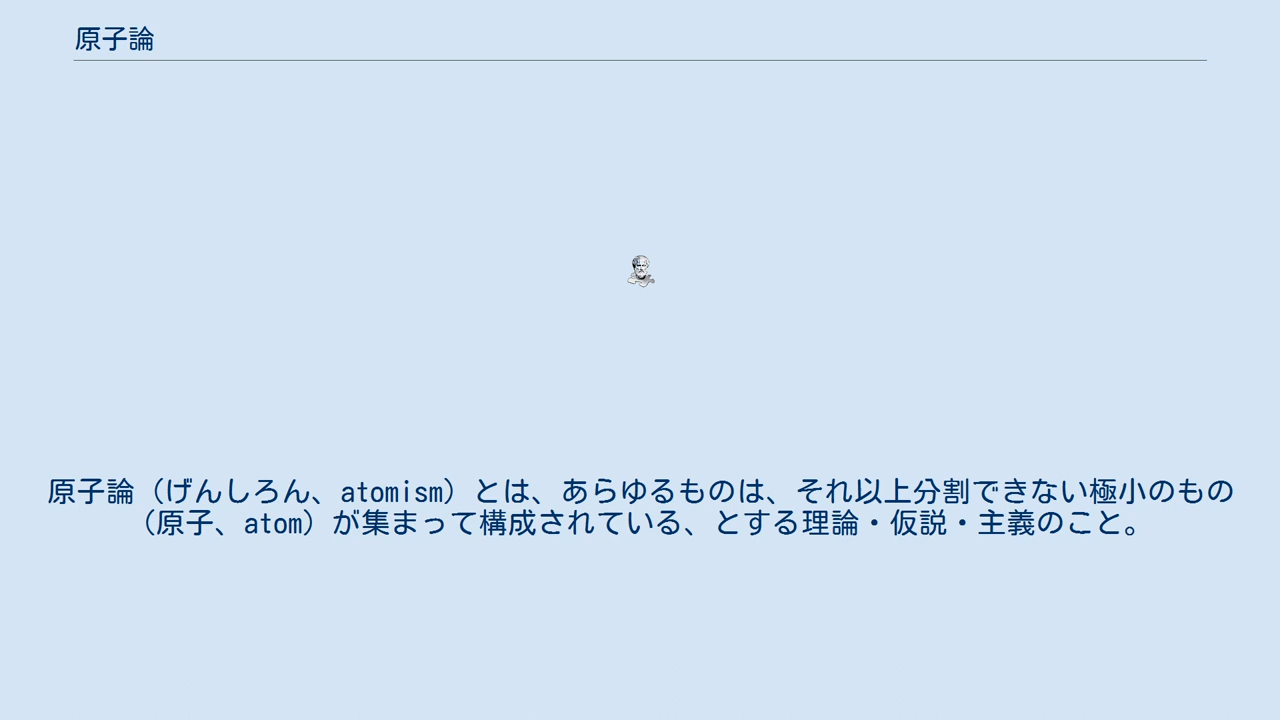 原子論
原子論（げんしろん、atomism）とは、あらゆるものは、それ以上分割できない極小のもの
（原子、atom）が集まって構成されている、とする理論・仮説・主義のこと。